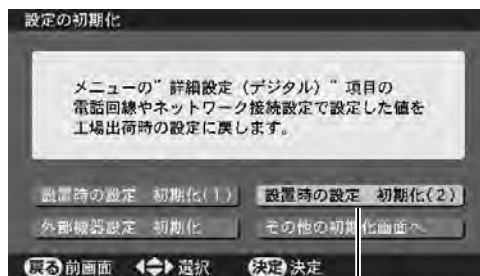 設定の初期化
メニューの”詳細設定（デジタル）”項目の
電話回線やネットワーク接続設定で設定した値を
工場出荷時の設定に戻します。
設置時の設定 初期化(1) 設置時の設定 初期化(2)
外部機器設定 初期化 その他の初期化画面へ
戻る 前画面 選択 決定 決定